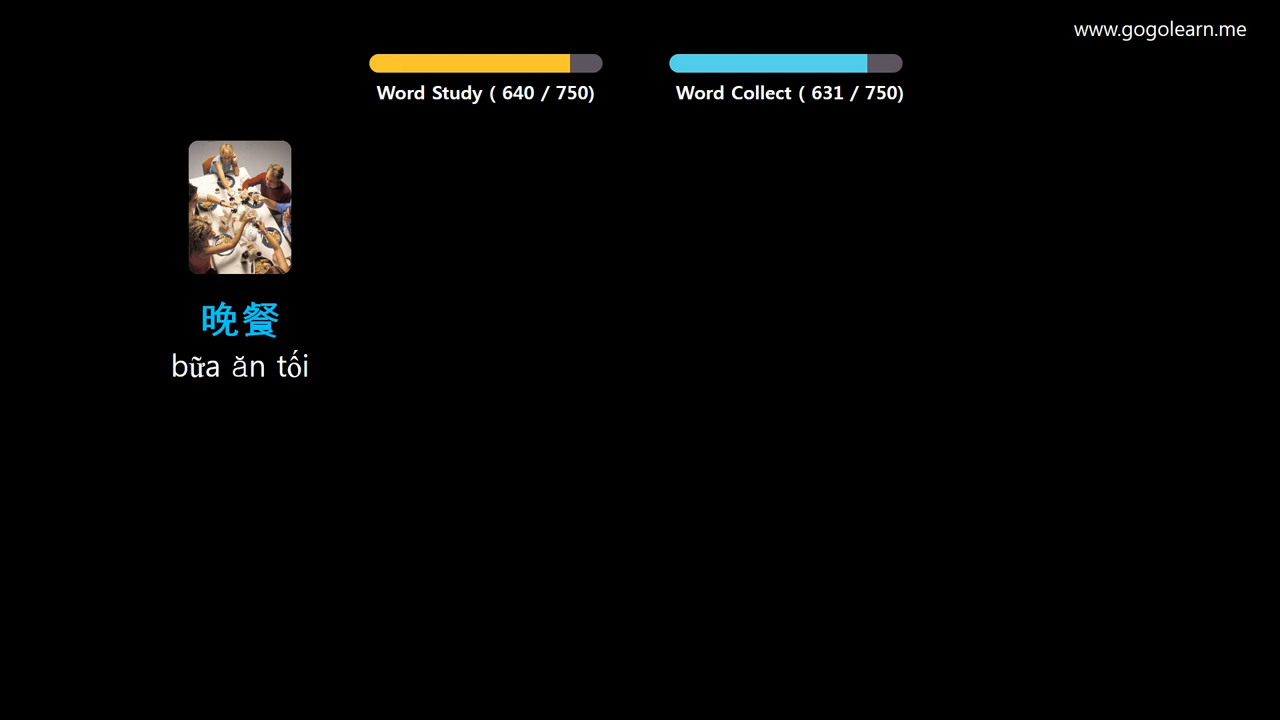 www.gogolearn.me
Word Study ( 640 / 750)
Word Collect ( 631 / 750)
晚餐
bữa ăn tối